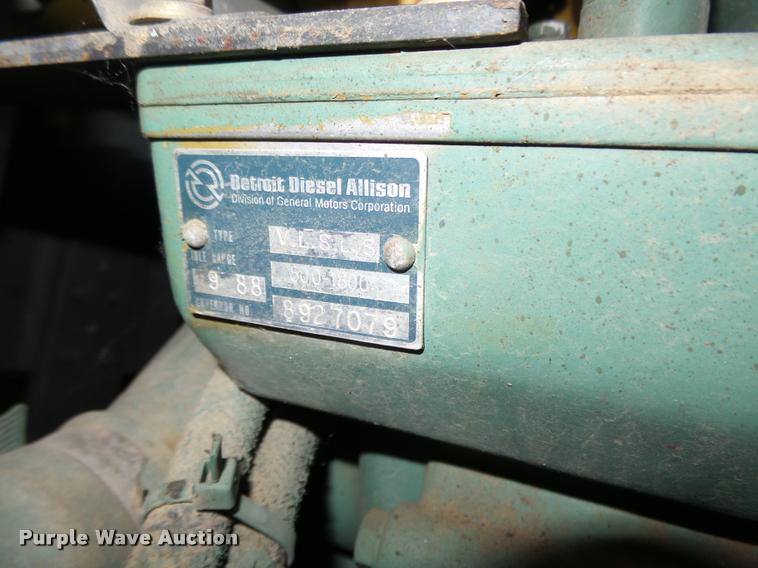 Detroit Diesel Allison
Division of General Motors Corporation
TYPE V.L.S.L.S
IDLE RANGE 500-1800
9 88
GOVERNOR NO. 8927079
Purple Wave Auction